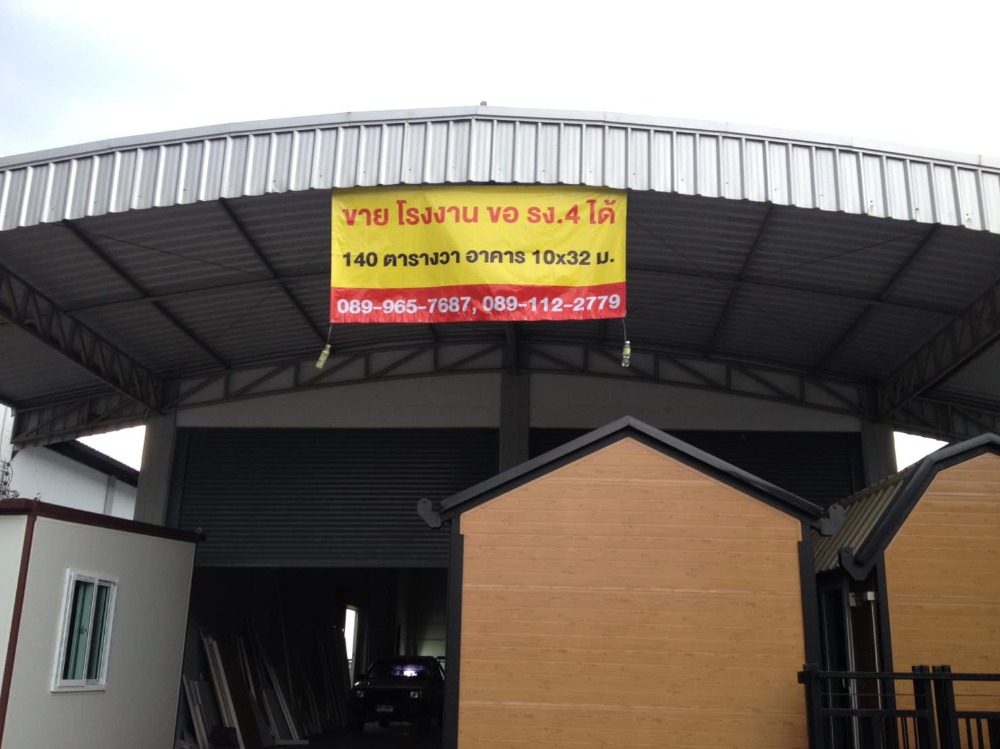 ขาย โรงงาน ขอ รง.4 ได้
140 ตารางวา อาคาร 10x32 ม.
089-965-7687, 089-112-2779